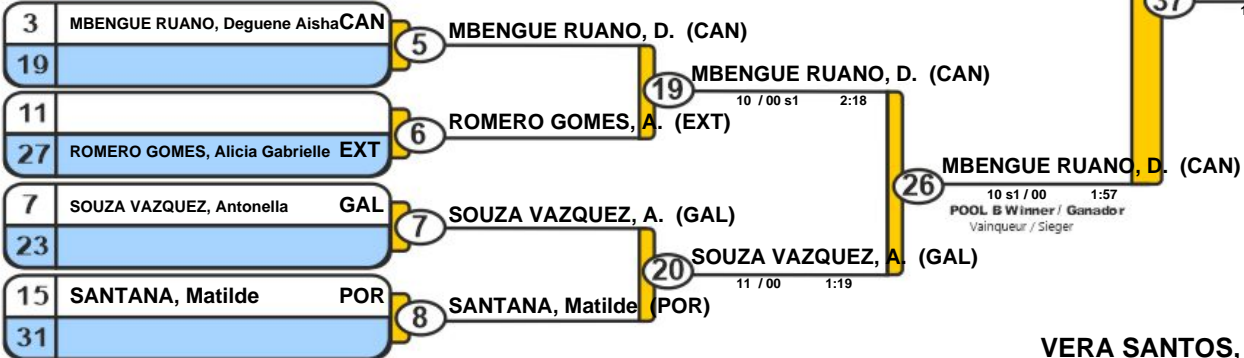 37
3 MBENGUE RUANO, Deguene Aisha CAN
19
5 MBENGUE RUANO, D. (CAN)
11
27 ROMERO GOMES, Alicia Gabrielle EXT
6 ROMERO GOMES, A. (EXT)
19 MBENGUE RUANO, D. (CAN)
10 / 00 s1 2:18
7 SOUZA VAZQUEZ, Antonella GAL
23
7 SOUZA VAZQUEZ, A. (GAL)
15 SANTANA, Matilde POR
31
8 SANTANA, Matilde (POR)
20 SOUZA VAZQUEZ, A. (GAL)
11 / 00 1:19
26 MBENGUE RUANO, D. (CAN)
10 s1 / 00 1:57
POOL B Winner / Ganador
Vainqueur / Sieger
VERA SANTOS,